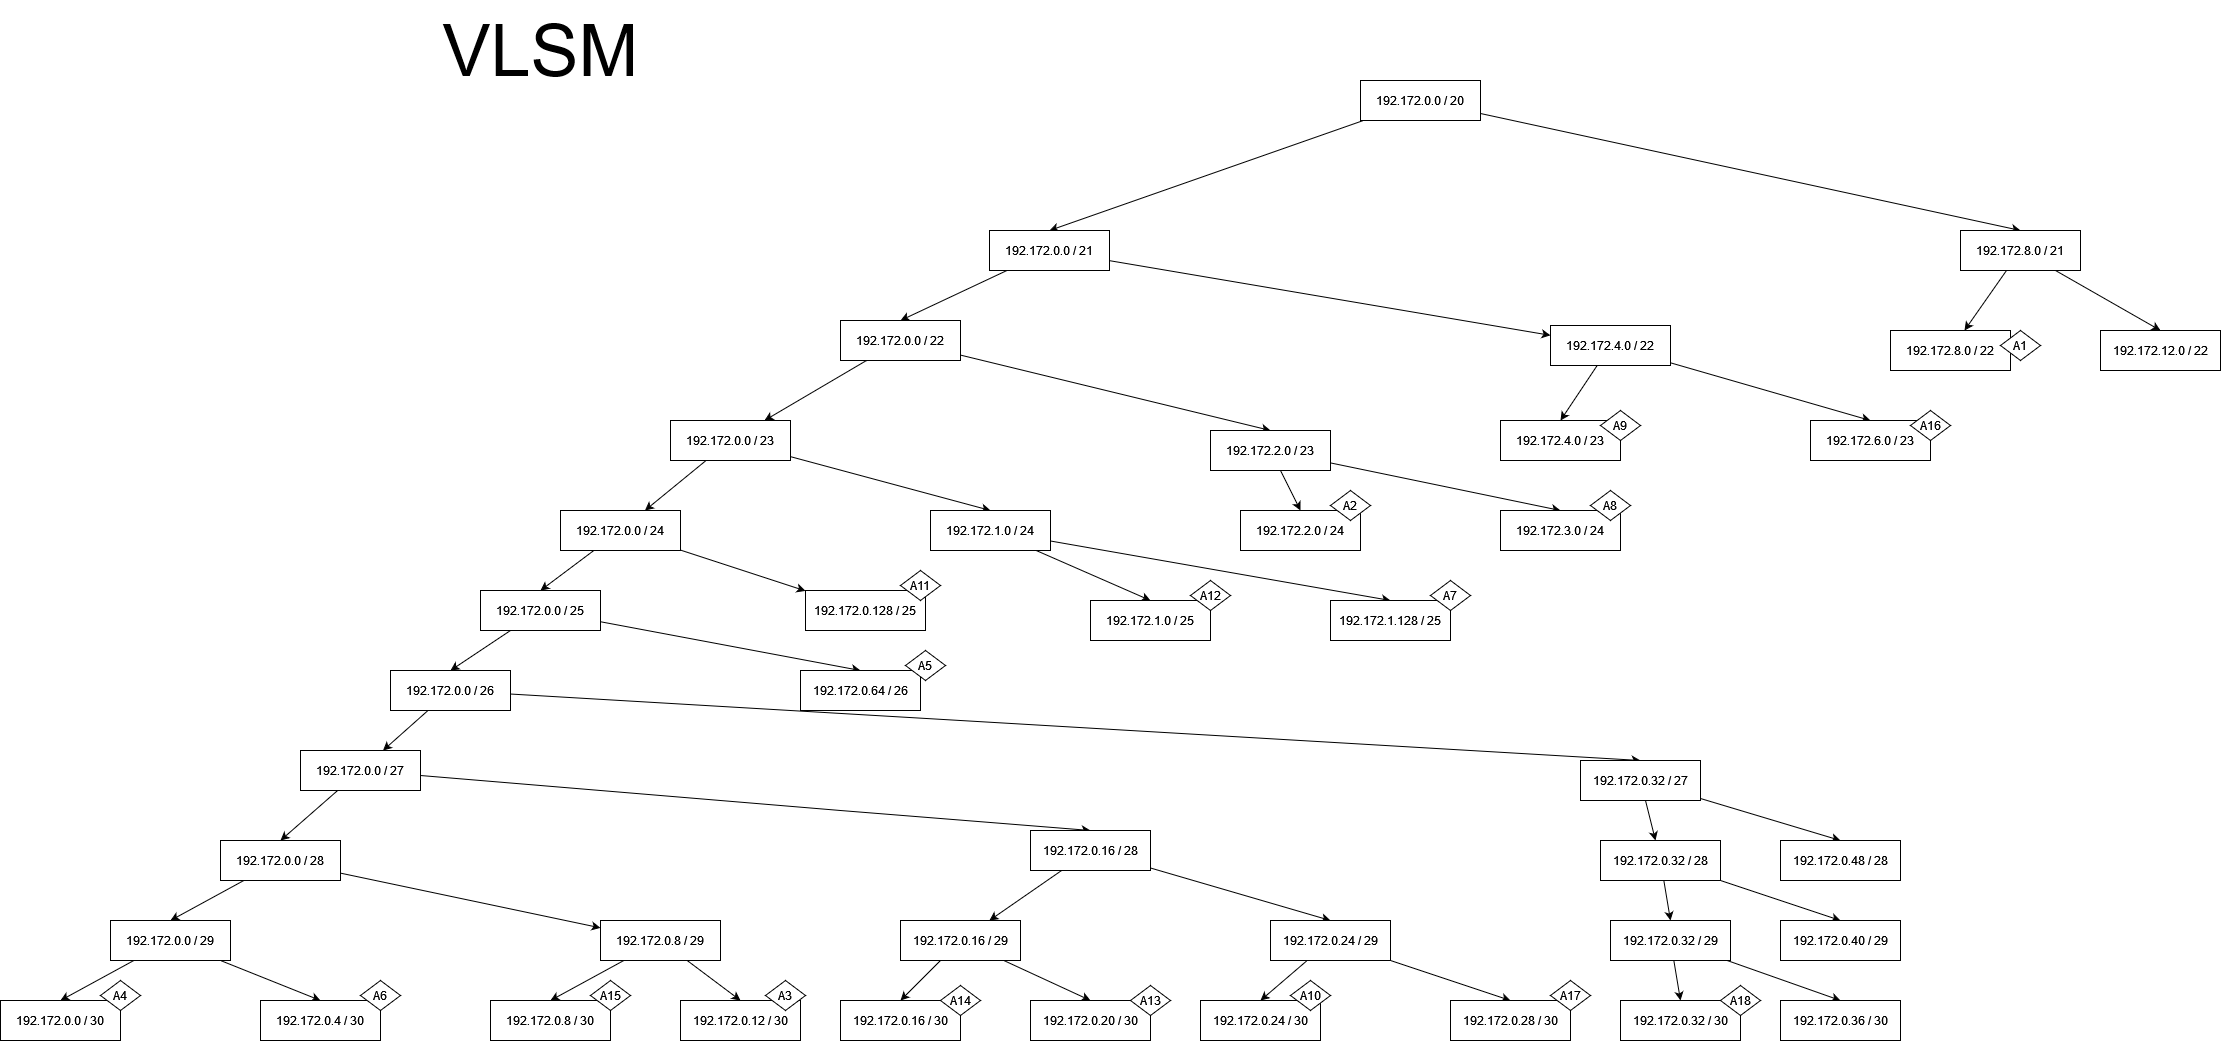 VLSM
192.172.0.0 / 20
192.172.0.0 / 21
192.172.8.0 / 21
192.172.0.0 / 22
192.172.4.0 / 22
192.172.8.0 / 22
A1
192.172.12.0 / 22
192.172.0.0 / 23
192.172.2.0 / 23
192.172.4.0 / 23
A9
192.172.6.0 / 23
A16
192.172.0.0 / 24
192.172.1.0 / 24
192.172.2.0 / 24
A2
192.172.3.0 / 24
A8
192.172.0.0 / 25
192.172.0.128 / 25
A11
192.172.1.0 / 25
A12
192.172.1.128 / 25
A7
192.172.0.0 / 26
192.172.0.64 / 26
A5
192.172.0.0 / 27
192.172.0.32 / 27
192.172.0.0 / 28
192.172.0.16 / 28
192.172.0.32 / 28
192.172.0.48 / 28
192.172.0.0 / 29
192.172.0.8 / 29
192.172.0.16 / 29
192.172.0.24 / 29
192.172.0.32 / 29
192.172.0.40 / 29
192.172.0.0 / 30
A4
192.172.0.4 / 30
A6
192.172.0.8 / 30
A15
192.172.0.12 / 30
A3
192.172.0.16 / 30
A14
192.172.0.20 / 30
A13
192.172.0.24 / 30
A10
192.172.0.28 / 30
A17
192.172.0.32 / 30
A18
192.172.0.36 / 30